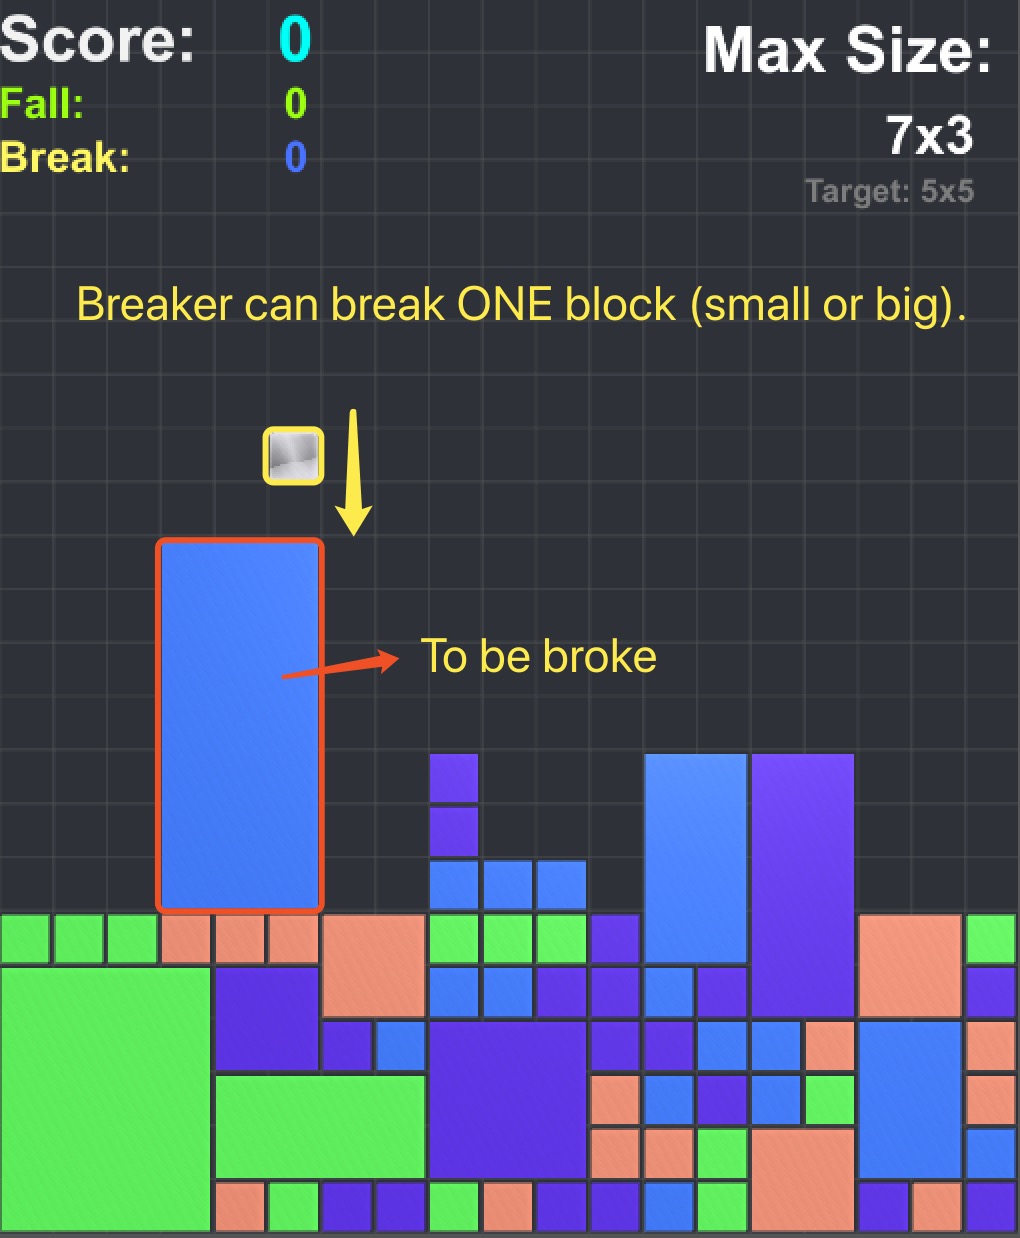 Score: 0
Fall: 0
Break: 0
Max Size:
7x3
Target: 5x5
Breaker can break ONE block (small or big).
To be broke